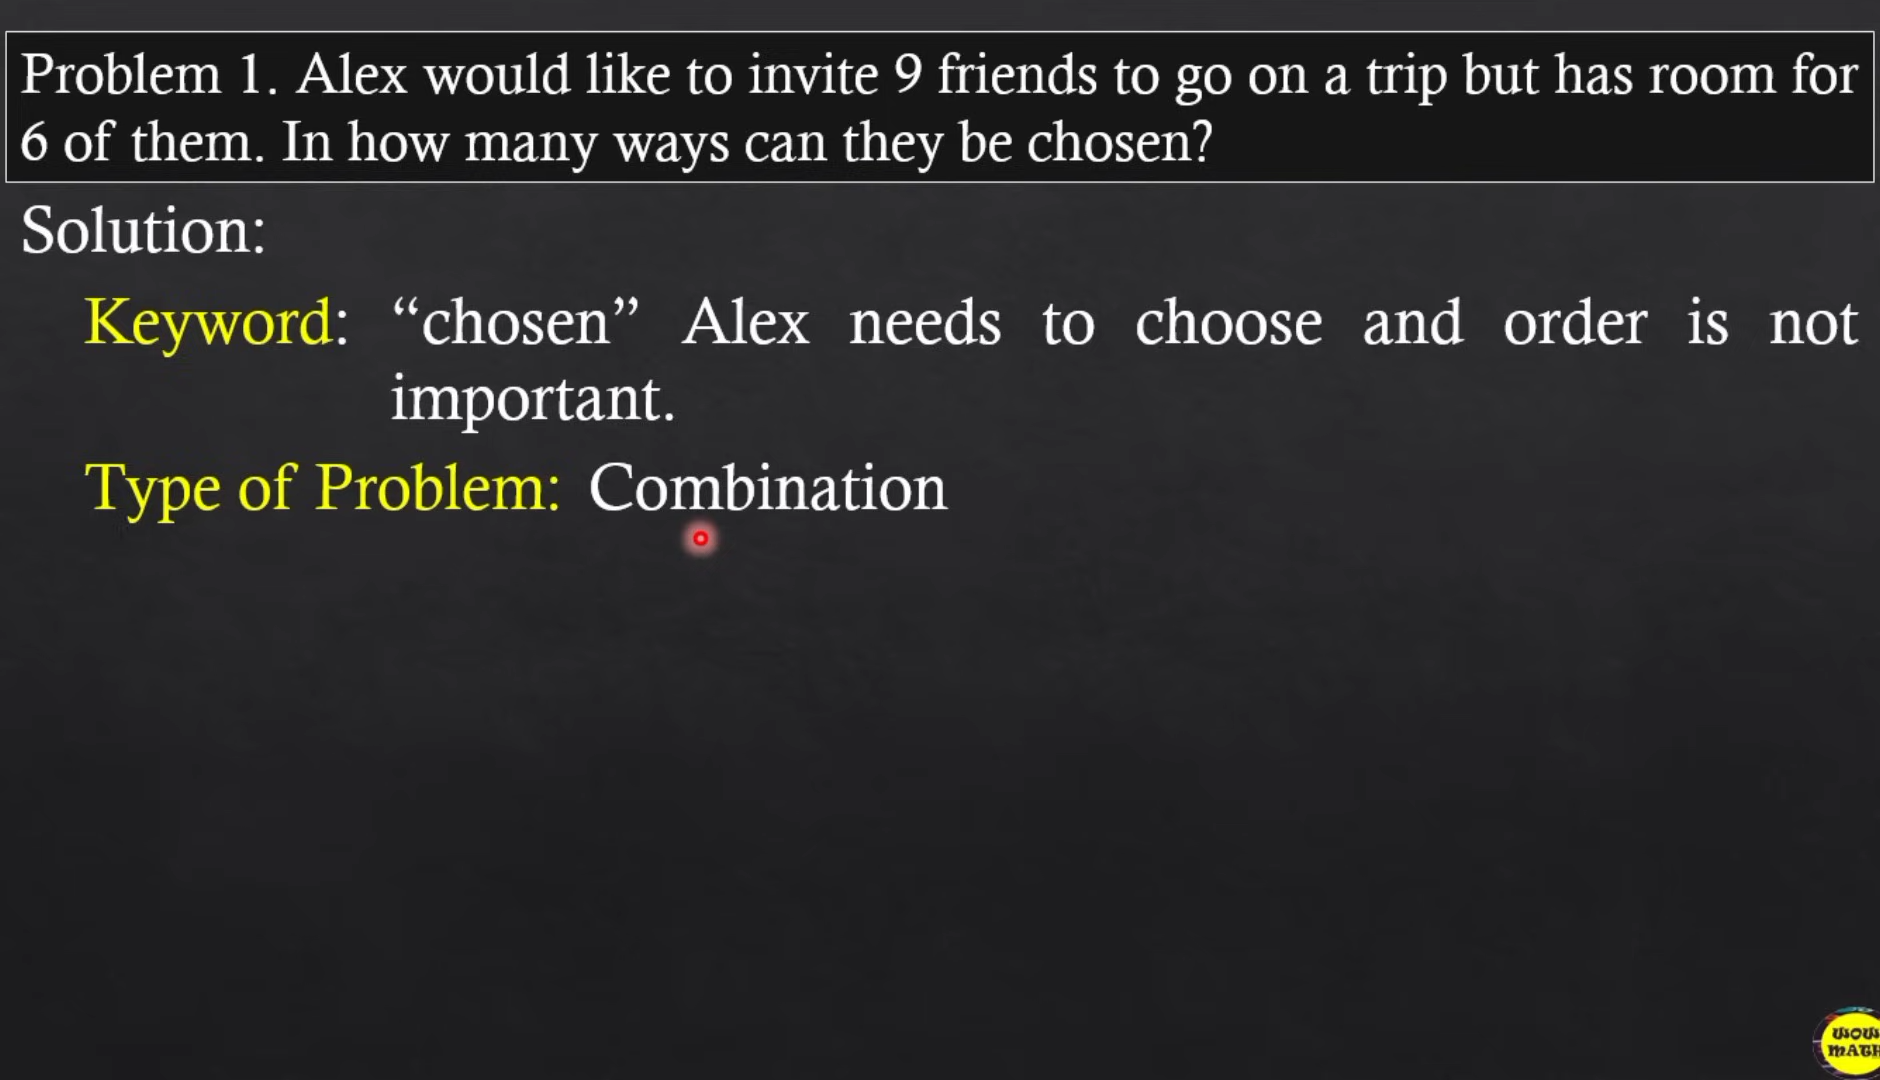 Problem 1. Alex would like to invite 9 friends to go on a trip but has room for
6 of them. In how many ways can they be chosen?
Solution:
Keyword: “chosen” Alex needs to choose and order is not
important.
Type of Problem: Combination
WOW
MATH